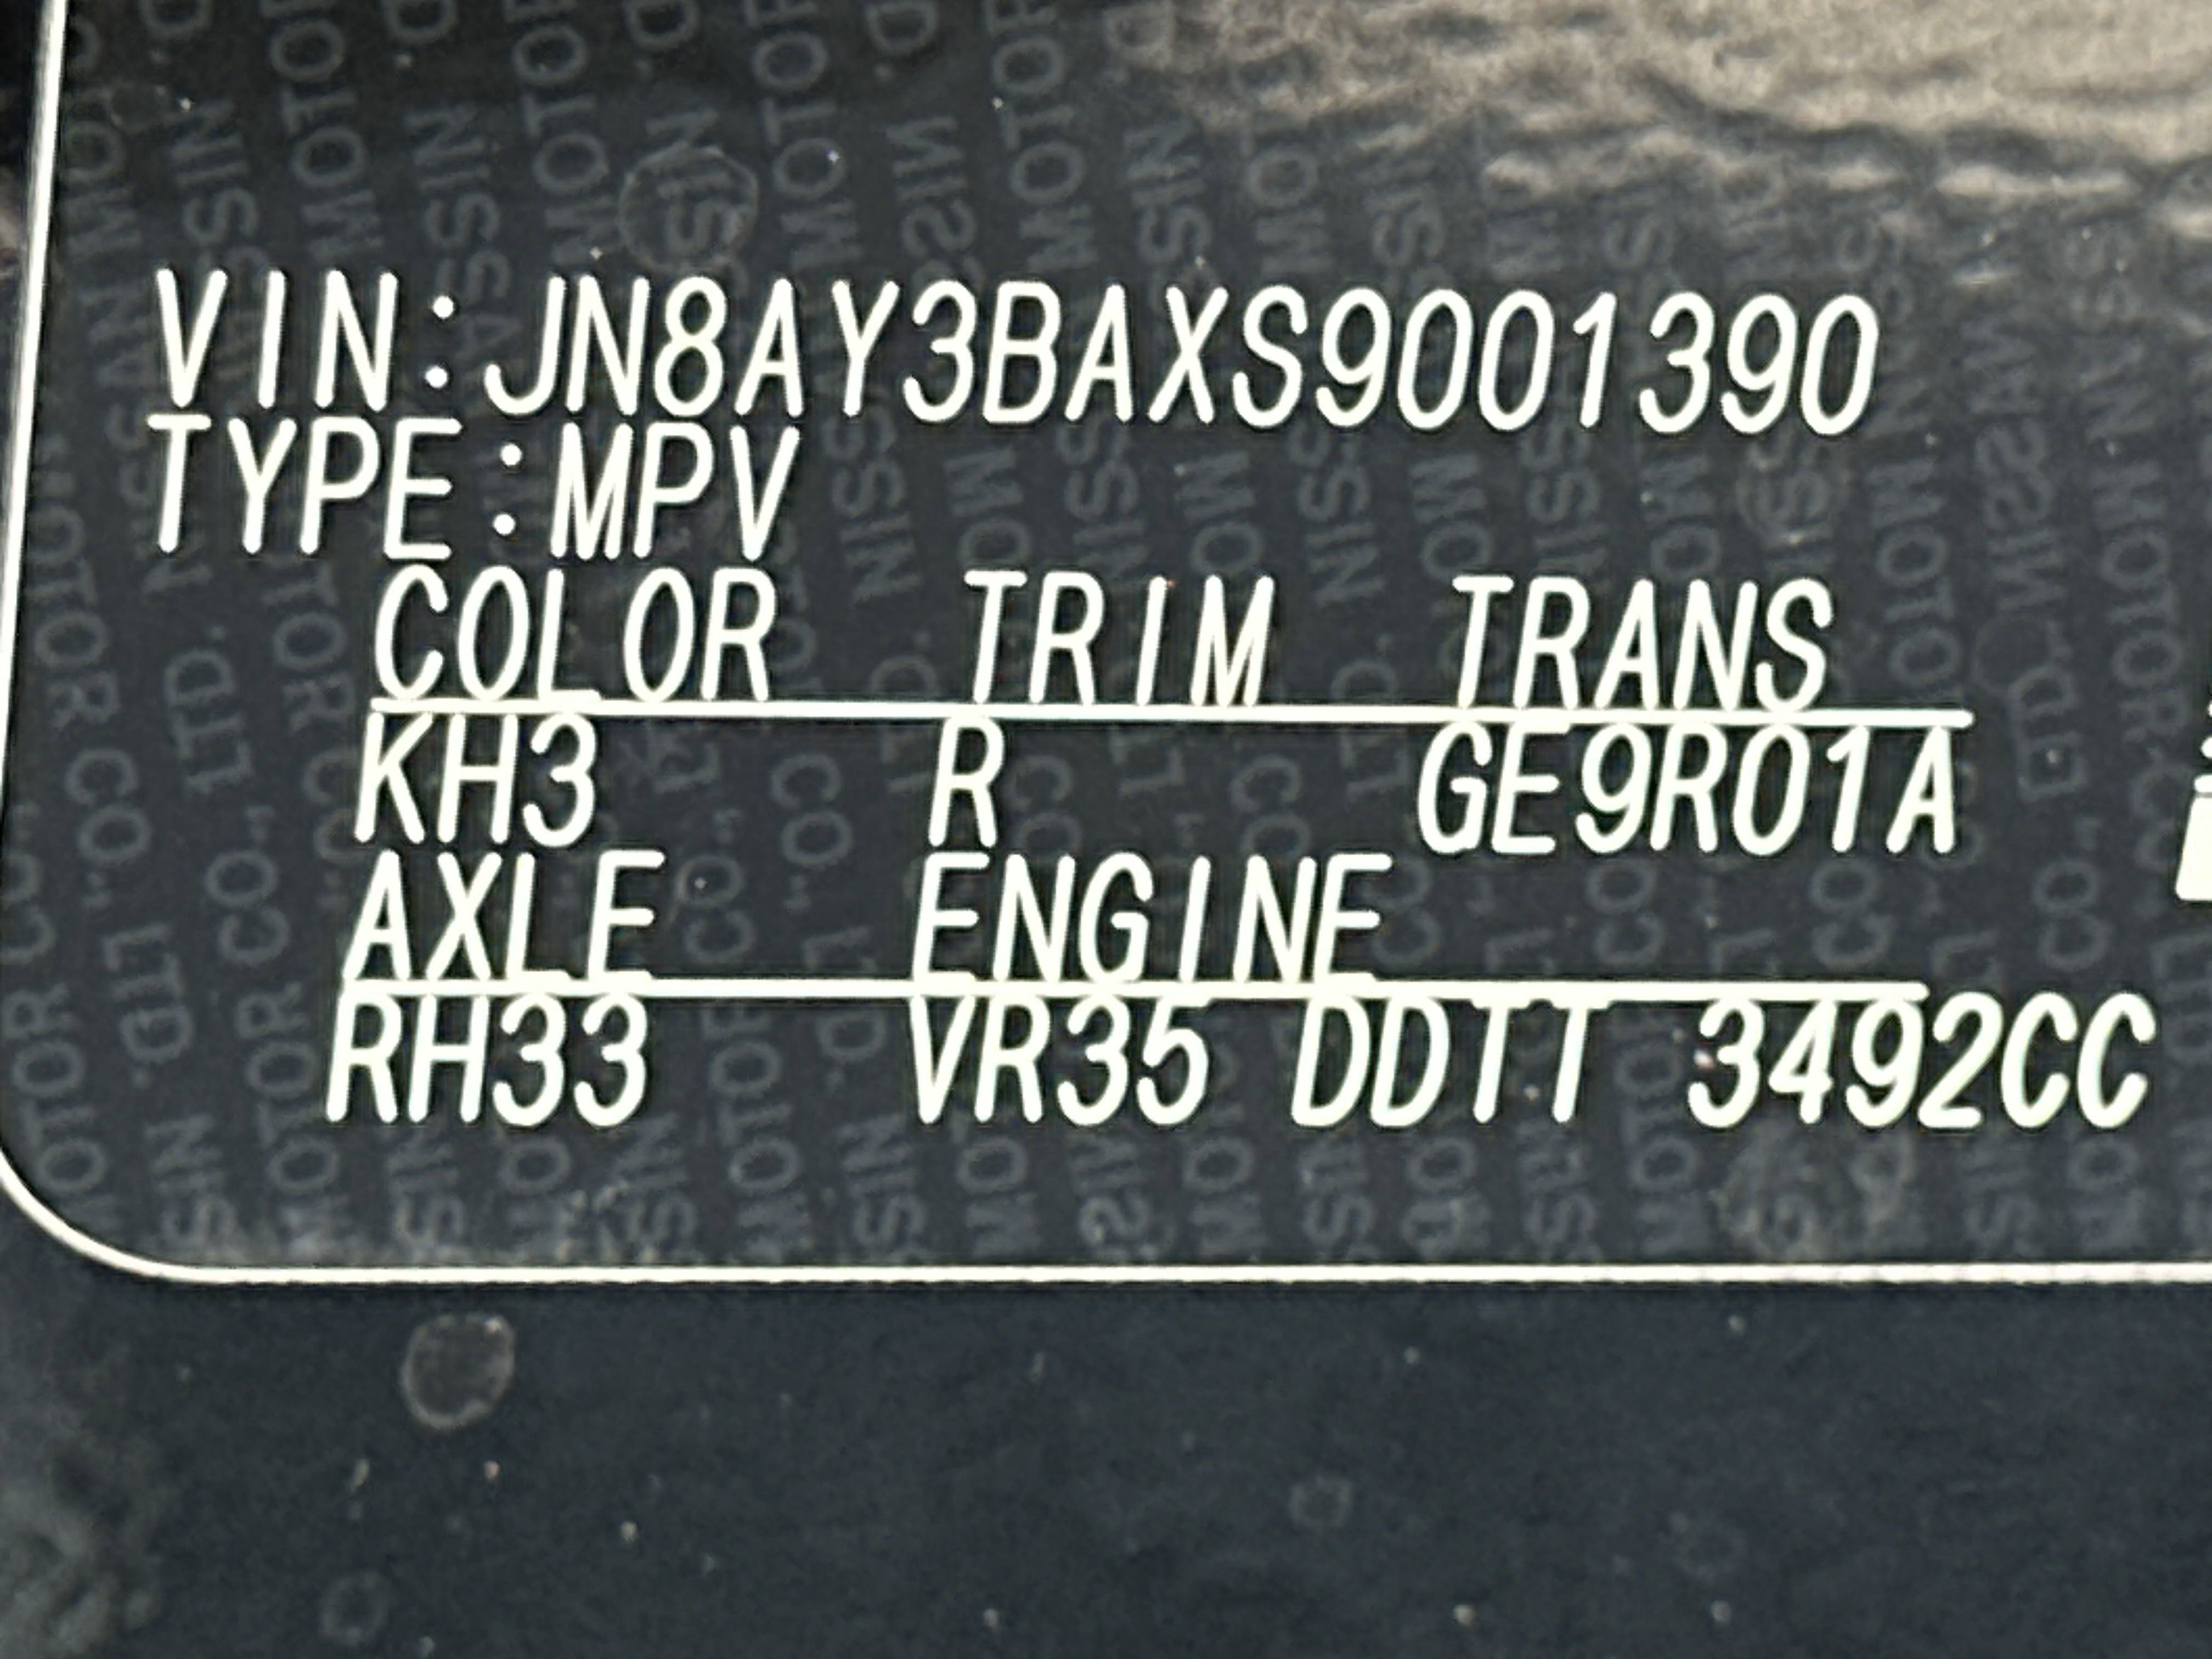 VIN:JN8AY3BAXS9001390
TYPE:MPV
COLOR TRIM TRANS
KH3 R GE9R01A
AXLE ENGINE
RH33 VR35 DDTT 3492CC